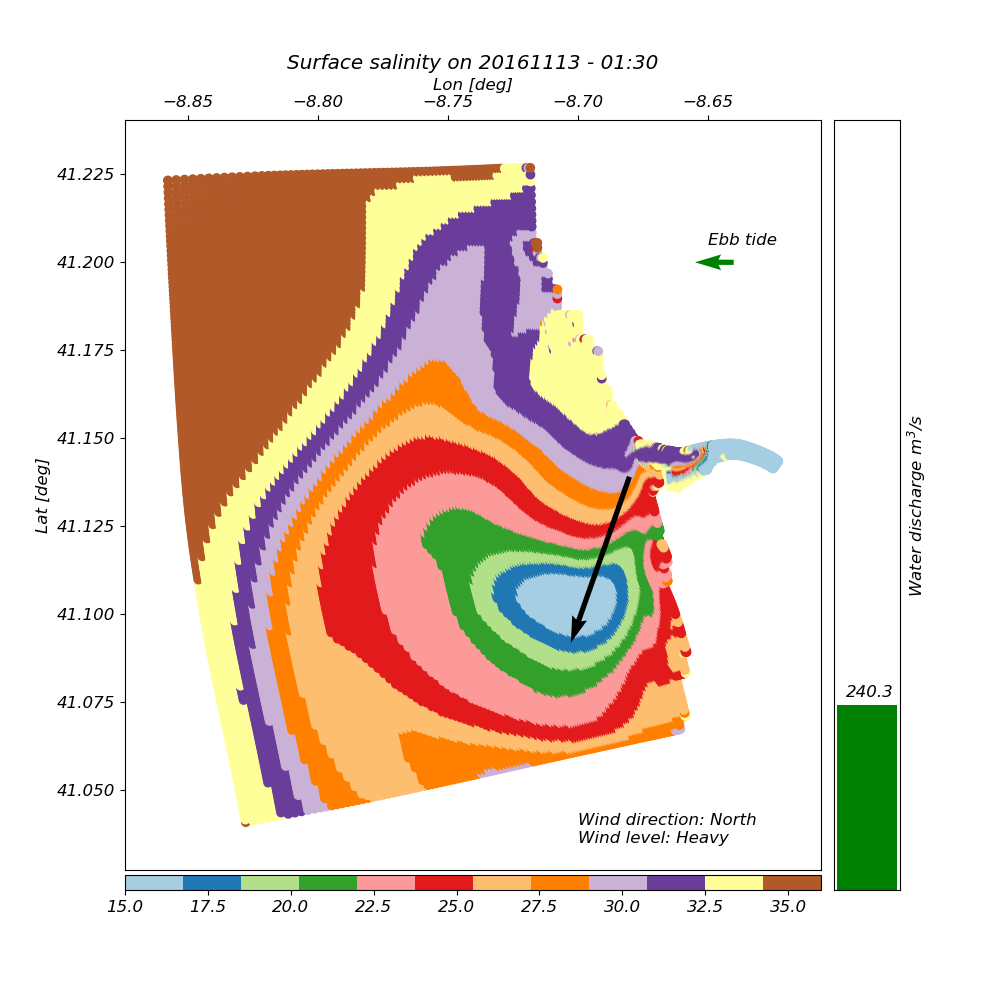 Surface salinity on 20161113 - 01:30
Lon [deg]
−8.85 −8.80 −8.75 −8.70 −8.65
41.225
41.200
41.175
41.150
41.125
41.100
41.075
41.050
Lat [deg]
Ebb tide
Wind direction: North
Wind level: Heavy
15.0 17.5 20.0 22.5 25.0 27.5 30.0 32.5 35.0
240.3
Water discharge m³/s